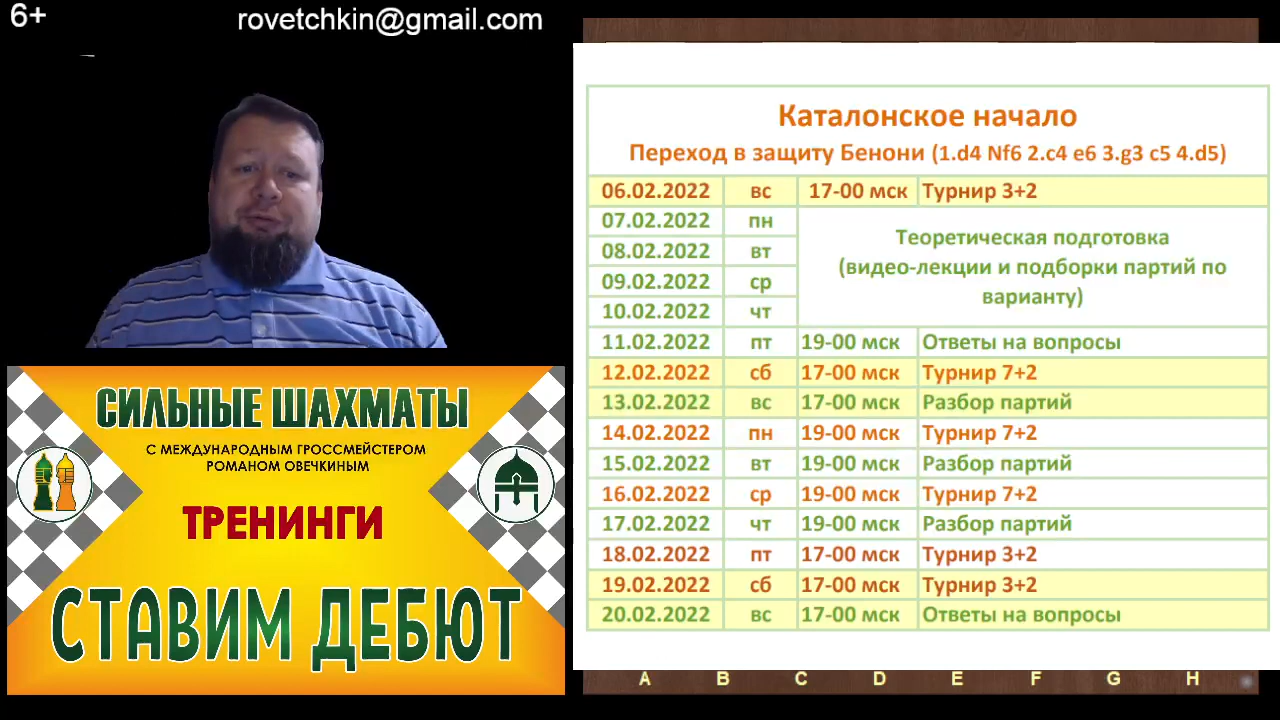 6+
rovetchkin@gmail.com
СИЛЬНЫЕ ШАХМАТЫ
С МЕЖДУНАРОДНЫМ ГРОССМЕЙСТЕРОМ
РОМАНОМ ОВЕЧКИНЫМ
ТРЕНИНГИ
СТАВИМ ДЕБЮТ
Каталонское начало
Переход в защиту Бенони (1.d4 Nf6 2.c4 e6 3.g3 c5 4.d5)
06.02.2022 вс 17-00 мск Турнир 3+2
07.02.2022 пн
08.02.2022 вт
09.02.2022 ср
10.02.2022 чт
Теоретическая подготовка
(видео-лекции и подборки партий по
варианту)
11.02.2022 пт 19-00 мск Ответы на вопросы
12.02.2022 сб 17-00 мск Турнир 7+2
13.02.2022 вс 17-00 мск Разбор партий
14.02.2022 пн 19-00 мск Турнир 7+2
15.02.2022 вт 19-00 мск Разбор партий
16.02.2022 ср 19-00 мск Турнир 7+2
17.02.2022 чт 19-00 мск Разбор партий
18.02.2022 пт 17-00 мск Турнир 3+2
19.02.2022 сб 17-00 мск Турнир 3+2
20.02.2022 вс 17-00 мск Ответы на вопросы
A B C D E F G H